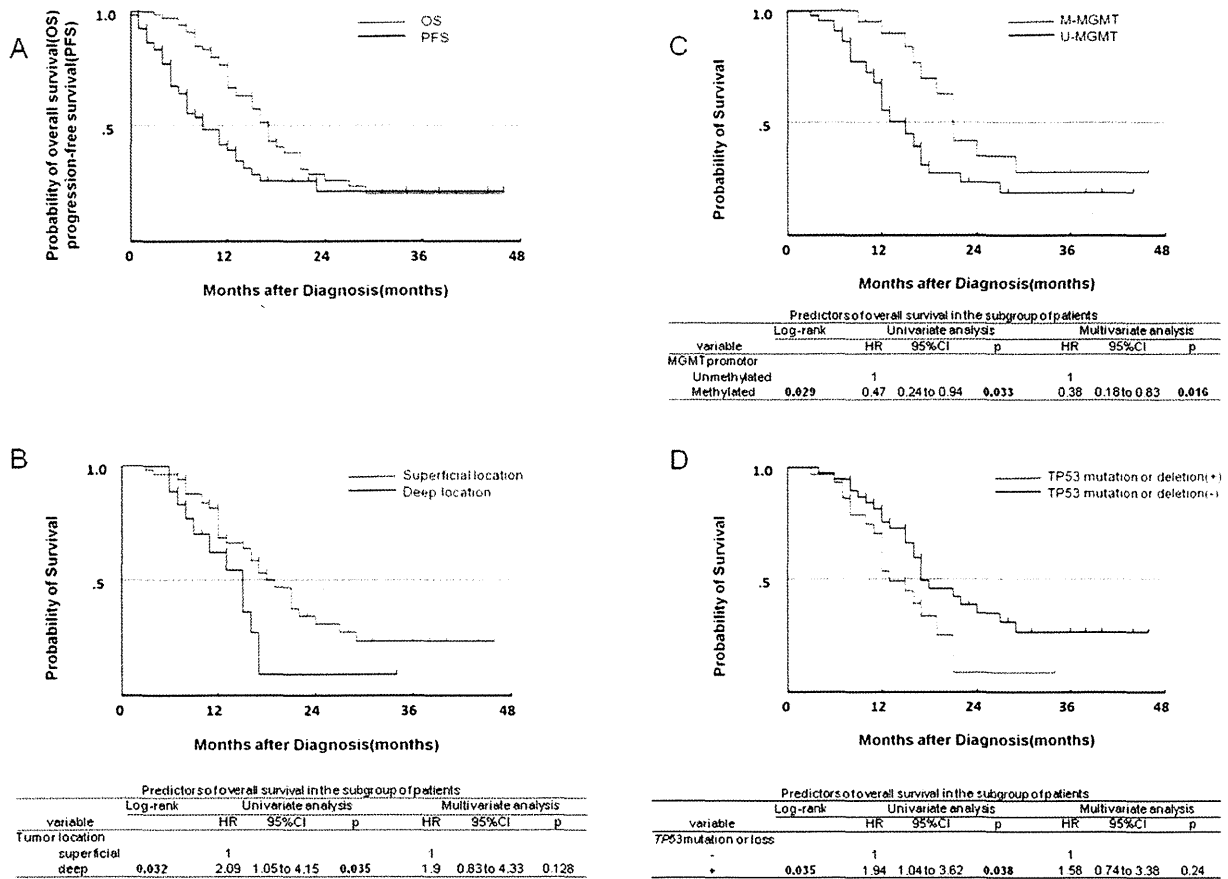 A
Probability of overall survival(OS)
progression-free survival(PFS)
1.0
.5
OS
PFS
0 12 24 36 48
Months after Diagnosis(months)
C
Probability of Survival
1.0
.5
M-MGMT
U-MGMT
0 12 24 36 48
Months after Diagnosis(months)
Predictors of overall survival in the subgroup of patients
Log-rank Univariate analysis Multivariate analysis
variable HR 95%CI p HR 95%CI p
MGMT promotor
Unmethylated 1 1
Methylated 0.029 0.47 0.24 to 0.94 0.033 0.38 0.18 to 0.83 0.016
B
Probability of Survival
1.0
.5
Superficial location
Deep location
0 12 24 36 48
Months after Diagnosis(months)
Predictors of overall survival in the subgroup of patients
Log-rank Univariate analysis Multivariate analysis
variable HR 95%CI p HR 95%CI p
Tumor location
superficial 1 1
deep 0.032 2.09 1.05 to 4.15 0.035 1.9 0.83 to 4.33 0.128
D
Probability of Survival
1.0
.5
TP53 mutation or deletion(+)
TP53 mutation or deletion(-)
0 12 24 36 48
Months after Diagnosis(months)
Predictors of overall survival in the subgroup of patients
Log-rank Univariate analysis Multivariate analysis
variable HR 95%CI p HR 95%CI p
TP53 mutation or loss
- 1 1
+ 0.035 1.94 1.04 to 3.62 0.038 1.58 0.74 to 3.38 0.24